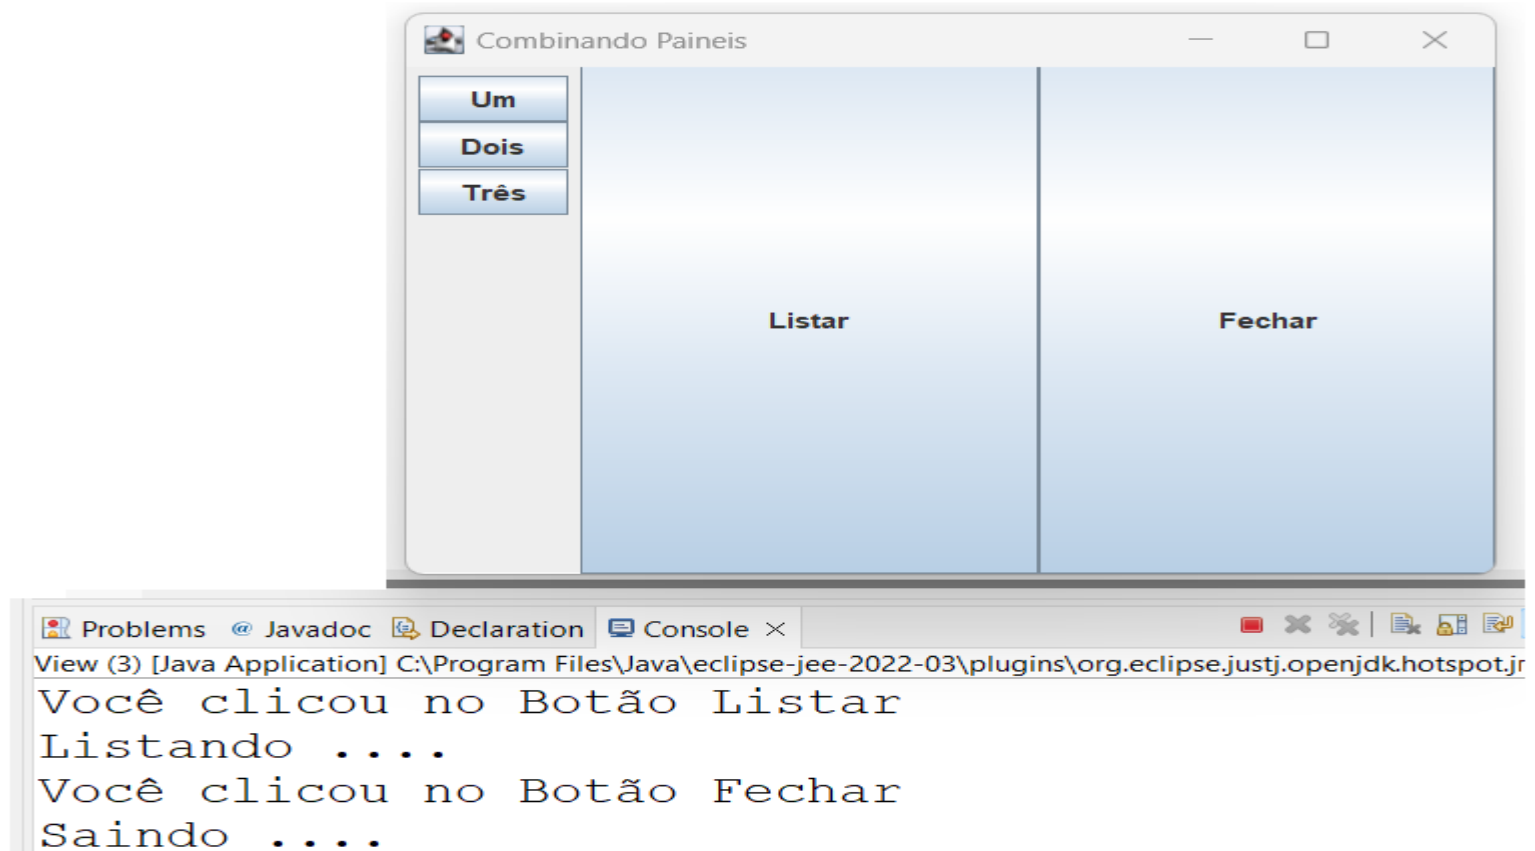 Combinando Paineis
Um
Dois
Três
Listar
Fechar
Problems @ Javadoc Declaration Console
View (3) [Java Application] C:\Program Files\Java\eclipse-jee-2022-03\plugins\org.eclipse.justj.openjdk.hotspot.jr
Você clicou no Botão Listar
Listando ....
Você clicou no Botão Fechar
Saindo ....